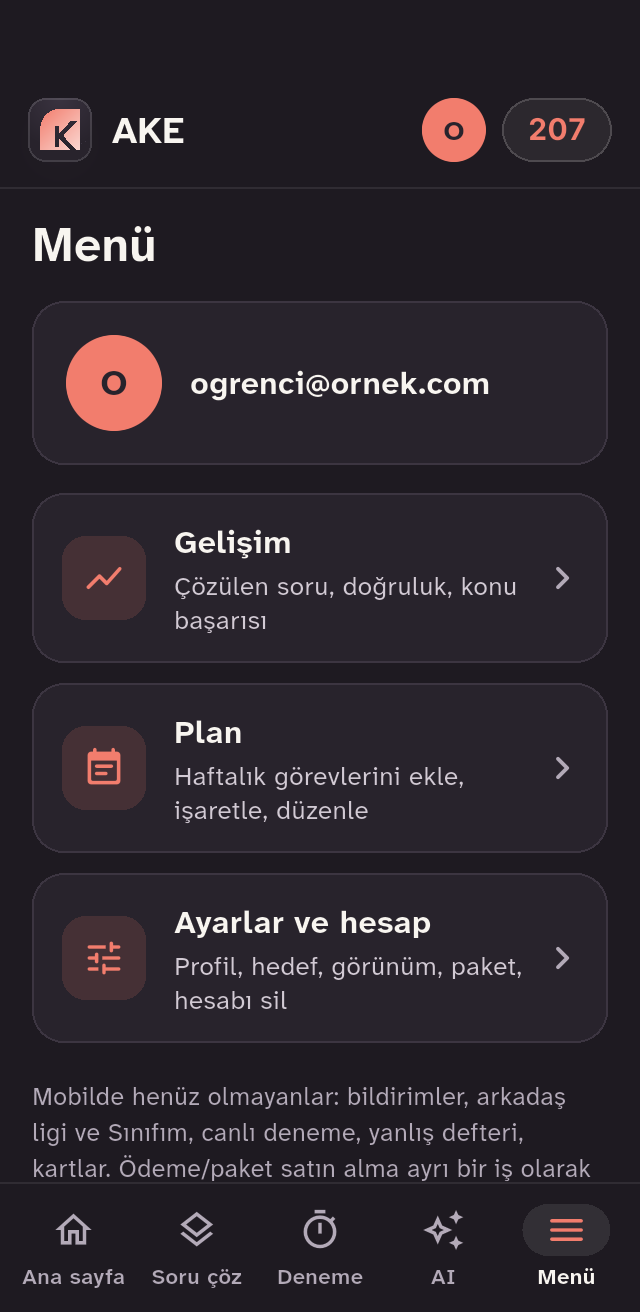 K AKE O 207
Menü
O ogrenci@ornek.com
Gelişim
Çözülen soru, doğruluk, konu
başarısı
Plan
Haftalık görevlerini ekle,
işaretle, düzenle
Ayarlar ve hesap
Profil, hedef, görünüm, paket,
hesabı sil
Mobilde henüz olmayanlar: bildirimler, arkadaş
ligi ve Sınıfım, canlı deneme, yanlış defteri,
kartlar. Ödeme/paket satın alma ayrı bir iş olarak
Ana sayfa Soru çöz Deneme AI Menü